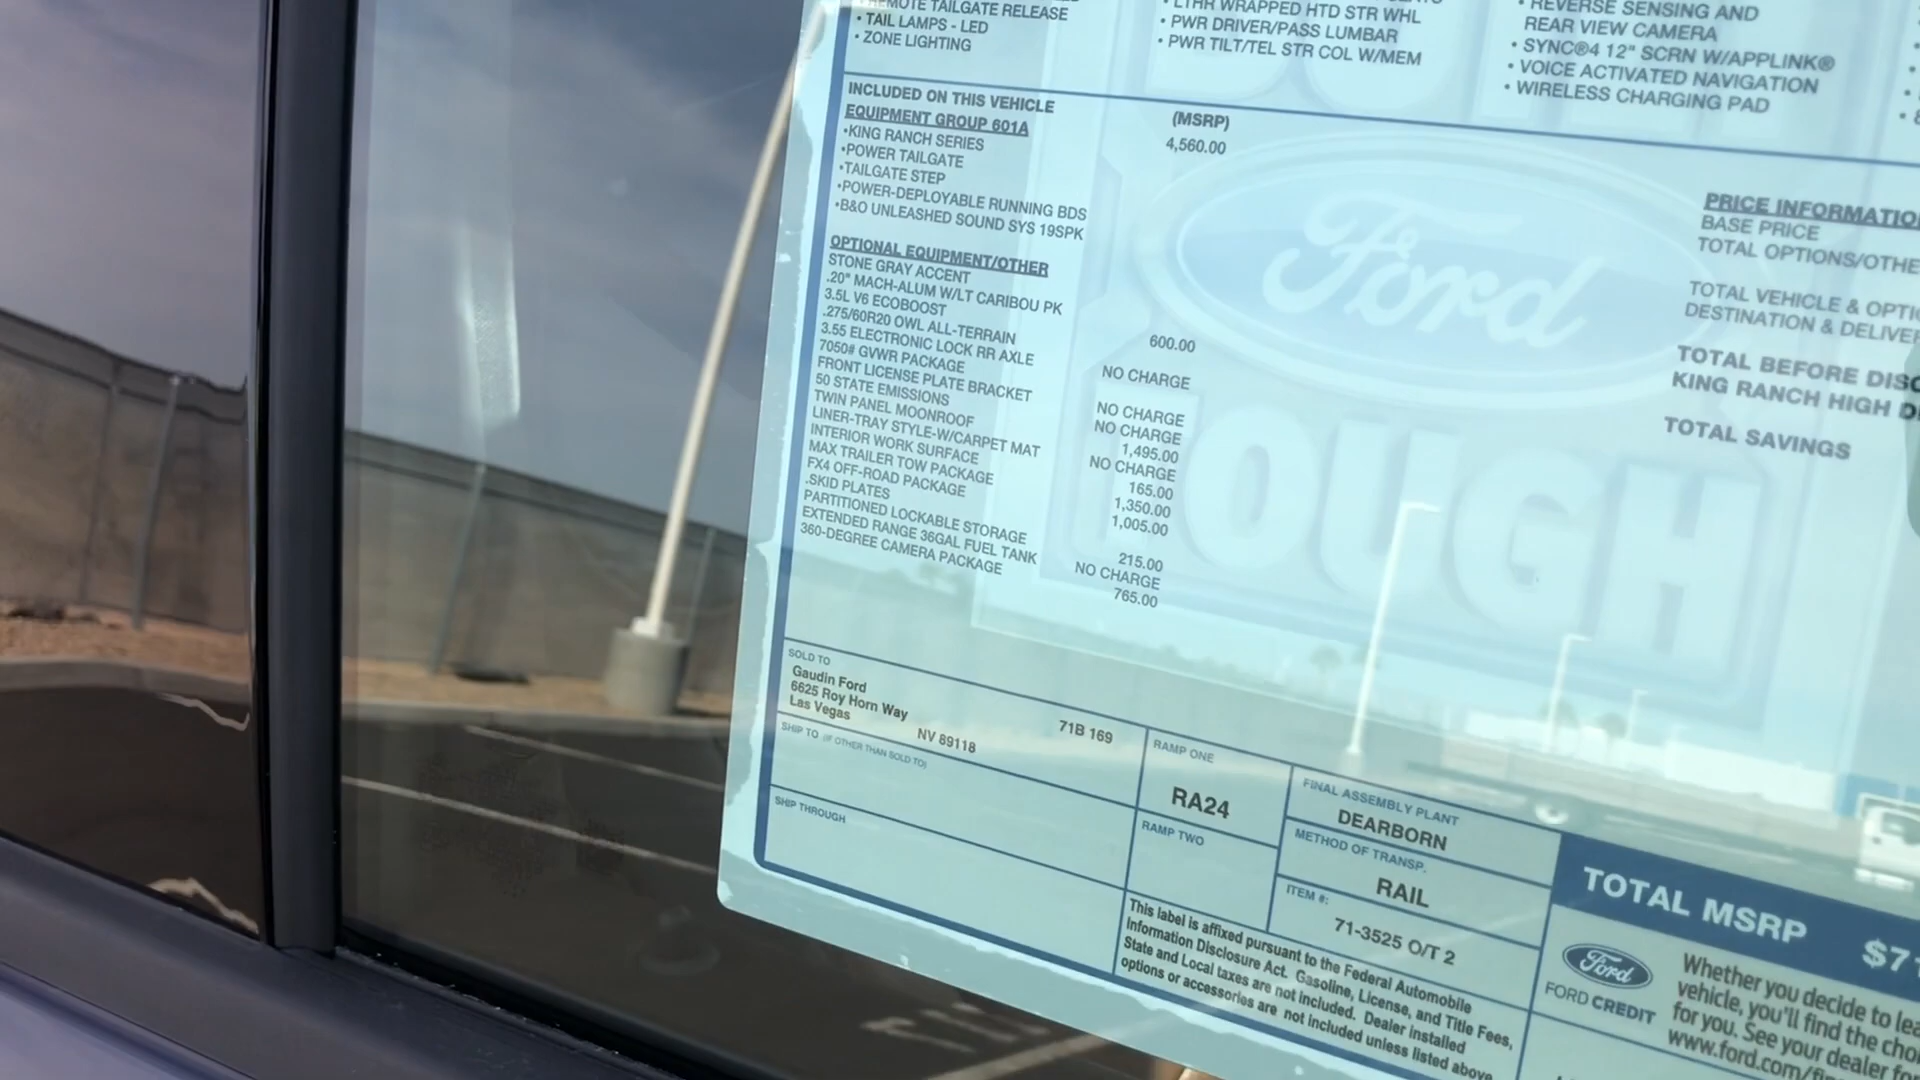 REMOTE TAILGATE RELEASE
• TAIL LAMPS - LED
• ZONE LIGHTING
• LTHR WRAPPED HTD STR WHL
• PWR DRIVER/PASS LUMBAR
• PWR TILT/TEL STR COL W/MEM
• REVERSE SENSING AND
REAR VIEW CAMERA
• SYNC®4 12" SCRN W/APPLINK®
• VOICE ACTIVATED NAVIGATION
• WIRELESS CHARGING PAD
INCLUDED ON THIS VEHICLE
(MSRP)
EQUIPMENT GROUP 601A
4,560.00
•KING RANCH SERIES
•POWER TAILGATE
•TAILGATE STEP
•POWER-DEPLOYABLE RUNNING BDS
•B&O UNLEASHED SOUND SYS 19SPK
OPTIONAL EQUIPMENT/OTHER
STONE GRAY ACCENT
.20" MACH-ALUM W/LT CARIBOU PK
3.5L V6 ECOBOOST
.275/60R20 OWL ALL-TERRAIN
3.55 ELECTRONIC LOCK RR AXLE
7050# GVWR PACKAGE
FRONT LICENSE PLATE BRACKET
50 STATE EMISSIONS
TWIN PANEL MOONROOF
LINER-TRAY STYLE-W/CARPET MAT
INTERIOR WORK SURFACE
MAX TRAILER TOW PACKAGE
FX4 OFF-ROAD PACKAGE
.SKID PLATES
PARTITIONED LOCKABLE STORAGE
EXTENDED RANGE 36GAL FUEL TANK
360-DEGREE CAMERA PACKAGE
600.00
NO CHARGE
NO CHARGE
NO CHARGE
1,495.00
NO CHARGE
165.00
1,350.00
1,005.00
215.00
NO CHARGE
765.00
Ford
OUGH
PRICE INFORMATIO
BASE PRICE
TOTAL OPTIONS/OTHE
TOTAL VEHICLE & OPTI
DESTINATION & DELIVER
TOTAL BEFORE DISC
KING RANCH HIGH D
TOTAL SAVINGS
SOLD TO
Gaudin Ford
6625 Roy Horn Way
Las Vegas
NV 89118
71B 169
SHIP TO (IF OTHER THAN SOLD TO)
SHIP THROUGH
RAMP ONE
RA24
RAMP TWO
FINAL ASSEMBLY PLANT
DEARBORN
METHOD OF TRANSP.
RAIL
ITEM #:
71-3525 O/T 2
This label is affixed pursuant to the Federal Automobile
Information Disclosure Act. Gasoline, License, and Title Fees,
State and Local taxes are not included. Dealer installed
options or accessories are not included unless listed above
TOTAL MSRP $7
Ford
FORD CREDIT
Whether you decide to lea
vehicle, you'll find the cho
for you. See your dealer fo
www.ford.com/fin